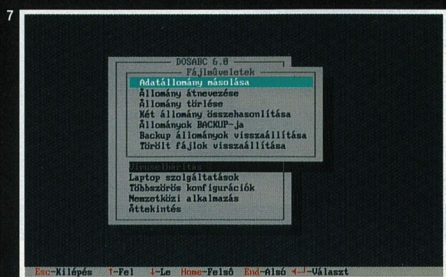 7
DOSABC 6.0
Fájlműveletek
Adatállomány másolása
Állomány átnevezése
Állomány törlése
Két állomány összehasonlítása
Állományok BACKUP-ja
Backup állományok visszaállítása
Törölt fájlok visszaállítása
Víruselhárítás
Laptop szolgáltatások
Többszörös konfigurációk
Nemzetközi alkalmazás
Áttekintés
Esc-Kilépés ↑-Fel ↓-Le Home-Felső End-Alsó ◄─┘-Választ